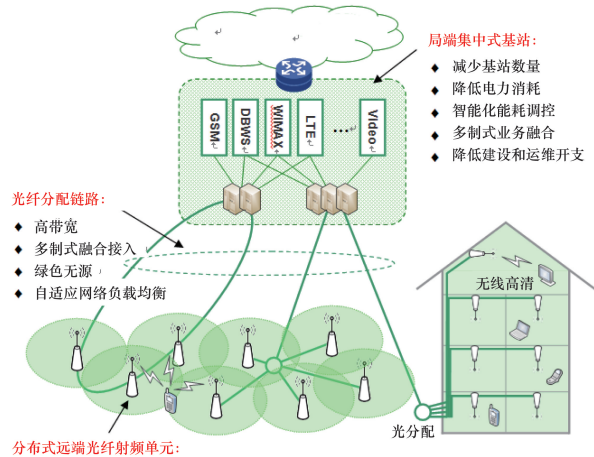 局端集中式基站:
减少基站数量
降低电力消耗
智能化能耗调控
多制式业务融合
降低建设和运维开支
GSM
DBWS
WIMAX
LTE
...
Video
光纤分配链路:
高带宽
多制式融合接入
绿色无源
自适应网络负载均衡
无线高清
光分配
分布式远端光纤射频单元: